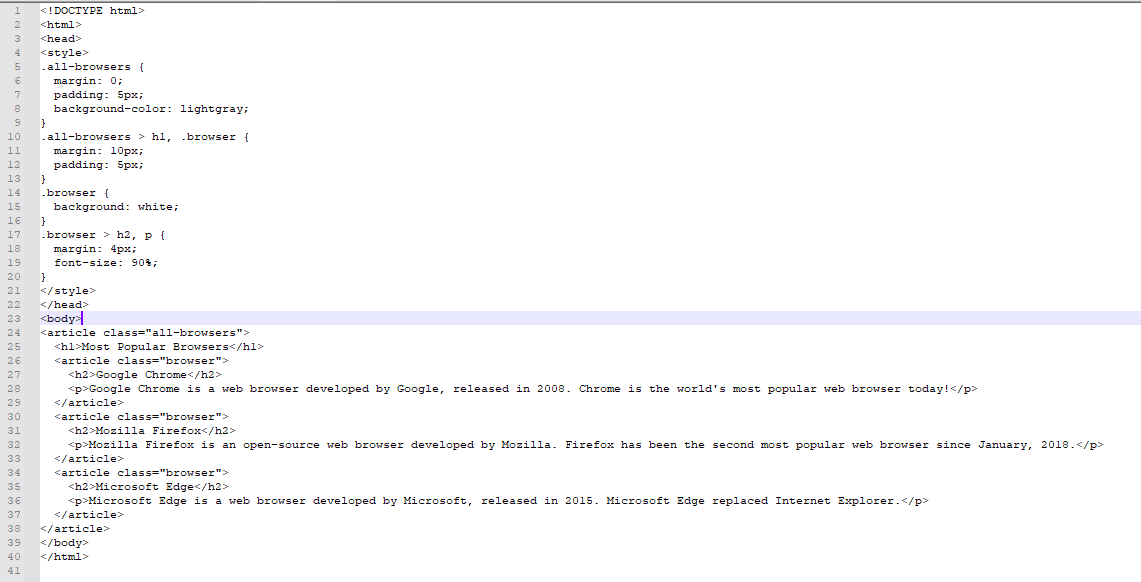 1 <!DOCTYPE html>
2 <html>
3 <head>
4 <style>
5 .all-browsers {
6   margin: 0;
7   padding: 5px;
8   background-color: lightgray;
9 }
10 .all-browsers > h1, .browser {
11   margin: 10px;
12   padding: 5px;
13 }
14 .browser {
15   background: white;
16 }
17 .browser > h2, p {
18   margin: 4px;
19   font-size: 90%;
20 }
21 </style>
22 </head>
23 <body>
24 <article class="all-browsers">
25   <h1>Most Popular Browsers</h1>
26   <article class="browser">
27     <h2>Google Chrome</h2>
28     <p>Google Chrome is a web browser developed by Google, released in 2008. Chrome is the world's most popular web browser today!</p>
29   </article>
30   <article class="browser">
31     <h2>Mozilla Firefox</h2>
32     <p>Mozilla Firefox is an open-source web browser developed by Mozilla. Firefox has been the second most popular web browser since January, 2018.</p>
33   </article>
34   <article class="browser">
35     <h2>Microsoft Edge</h2>
36     <p>Microsoft Edge is a web browser developed by Microsoft, released in 2015. Microsoft Edge replaced Internet Explorer.</p>
37   </article>
38 </article>
39 </body>
40 </html>
41